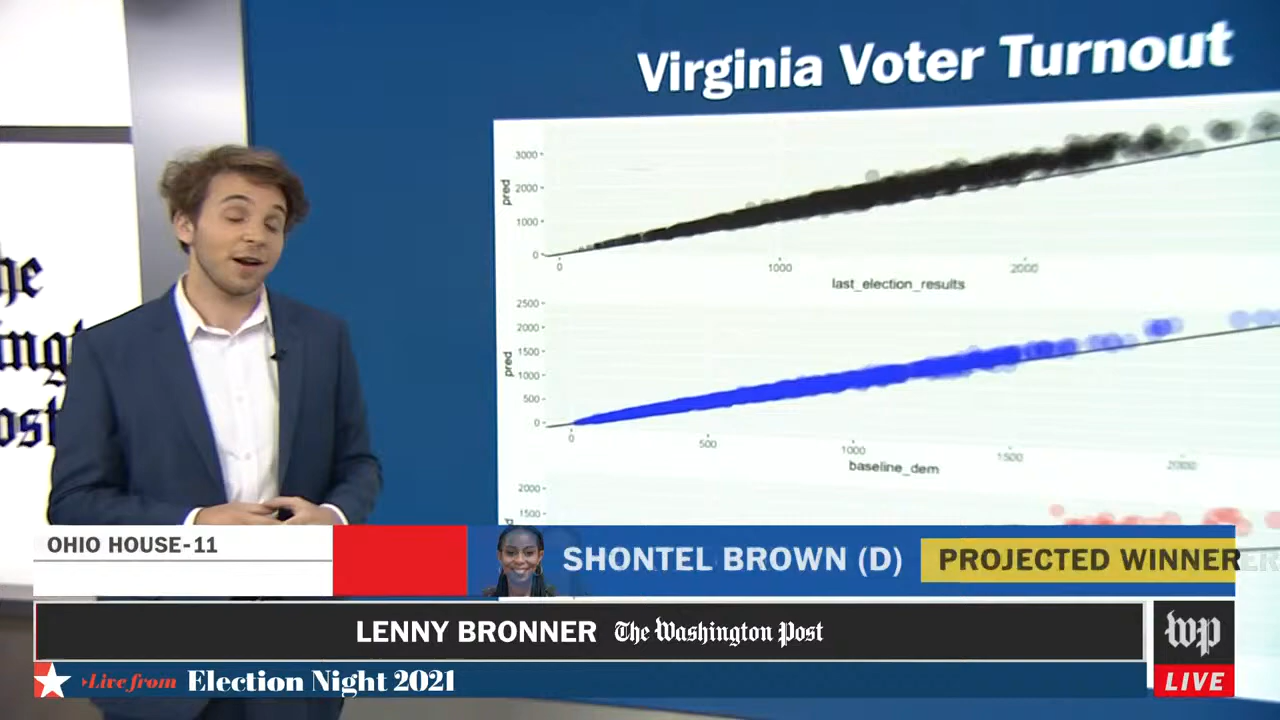 Virginia Voter Turnout
3000
2000
1000
0
pred
0
1000
2000
last_election_results
2500
2000
1500
1000
500
0
pred
0
500
1000
1500
2000
baseline_dem
2000
1500
OHIO HOUSE-11
SHONTEL BROWN (D)
PROJECTED WINNER
LENNY BRONNER The Washington Post
wp
LIVE
Live from Election Night 2021